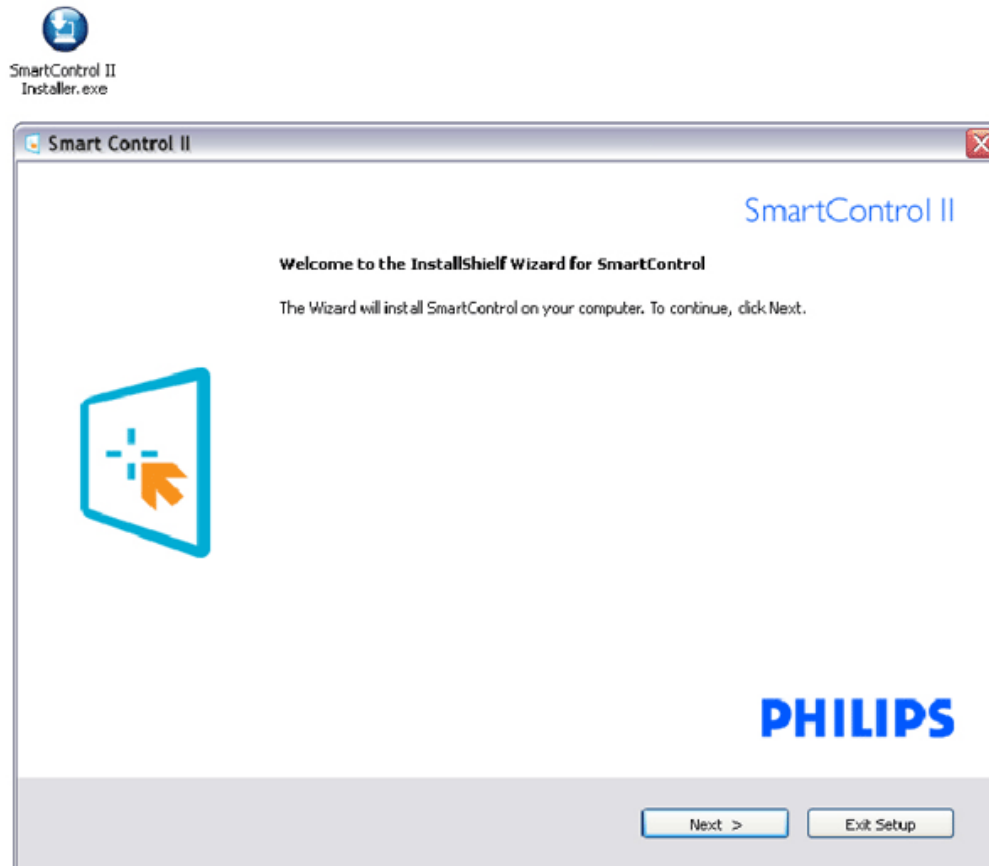 SmartControl II
Installer.exe
Smart Control II
SmartControl II
Welcome to the InstallShielf Wizard for SmartControl
The Wizard will install SmartControl on your computer. To continue, click Next.
PHILIPS
Next >
Exit Setup